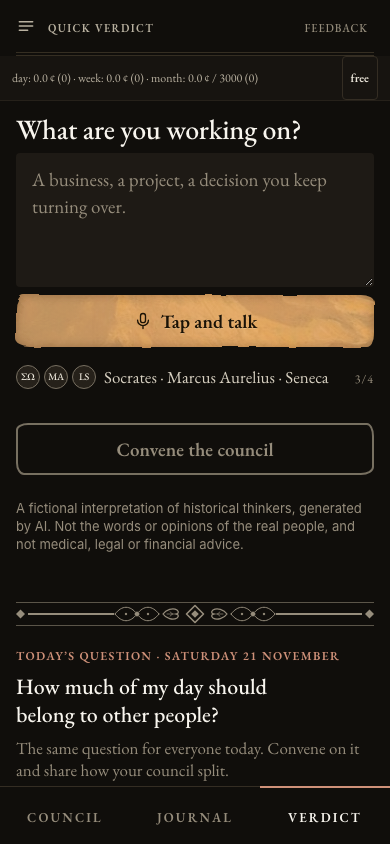 QUICK VERDICT
FEEDBACK
day: 0.0 ¢ (0) · week: 0.0 ¢ (0) · month: 0.0 ¢ / 3000 (0)
free
What are you working on?
A business, a project, a decision you keep
turning over.
Tap and talk
ΣΩ MA LS Socrates · Marcus Aurelius · Seneca 3/4
Convene the council
A fictional interpretation of historical thinkers, generated
by AI. Not the words or opinions of the real people, and
not medical, legal or financial advice.
TODAY'S QUESTION · SATURDAY 21 NOVEMBER
How much of my day should
belong to other people?
The same question for everyone today. Convene on it
and share how your council split.
COUNCIL JOURNAL VERDICT